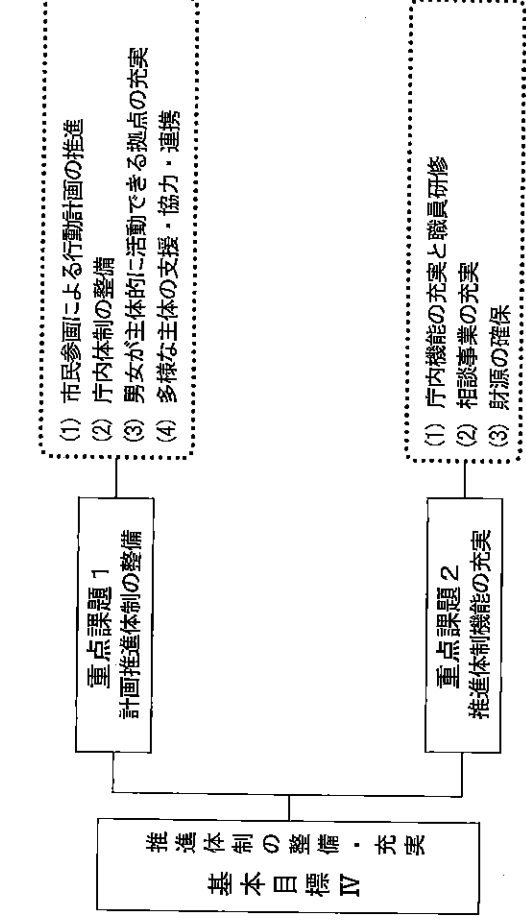 基本目標Ⅳ
推進体制の整備・充実
重点課題1
計画推進体制の整備
(1) 市民参画による行動計画の推進
(2) 庁内体制の整備
(3) 男女が主体的に活動できる拠点の充実
(4) 多様な主体の支援・協力・連携
重点課題2
推進体制機能の充実
(1) 庁内機能の充実と職員研修
(2) 相談事業の充実
(3) 財源の確保